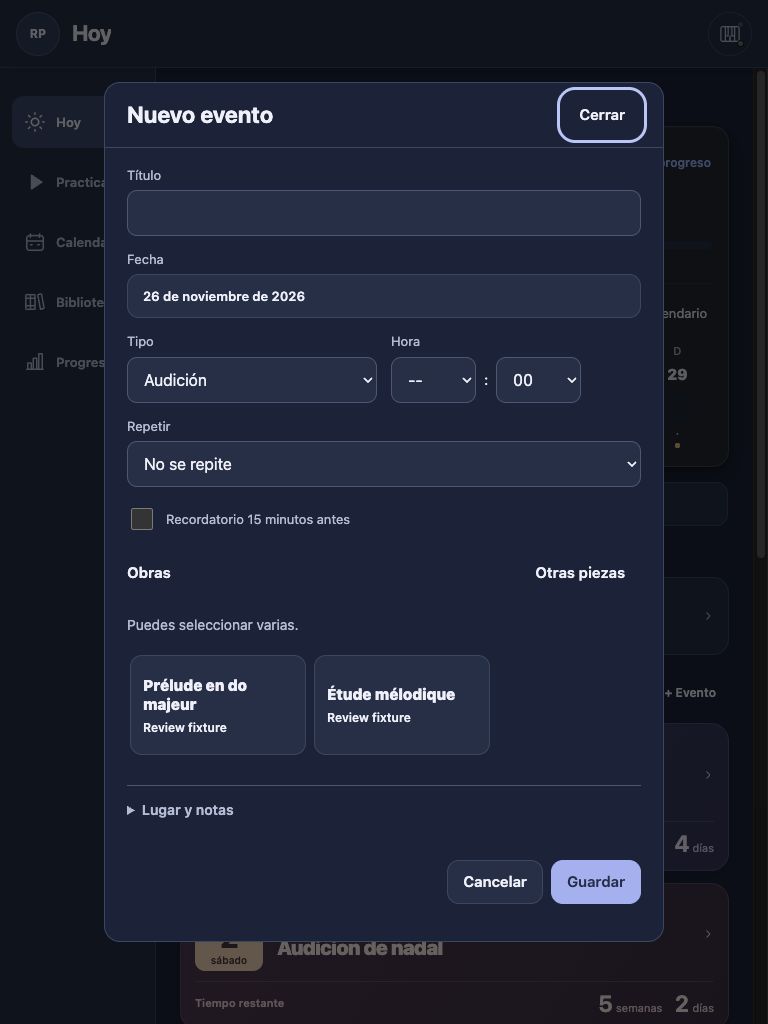 RP
Hoy
Nuevo evento
Cerrar
Hoy
Título
progreso
Practica
Calenda
Fecha
26 de noviembre de 2026
Bibliote
Tipo
Hora
endario
D
Progres
Audición
--
:
00
29
Repetir
No se repite
Recordatorio 15 minutos antes
Obras
Otras piezas
Puedes seleccionar varias.
Prélude en do
majeur
Review fixture
Étude mélodique
Review fixture
+ Evento
Lugar y notas
4 días
Cancelar
Guardar
2
sábado
Audición de nadal
Tiempo restante
5 semanas 2 días